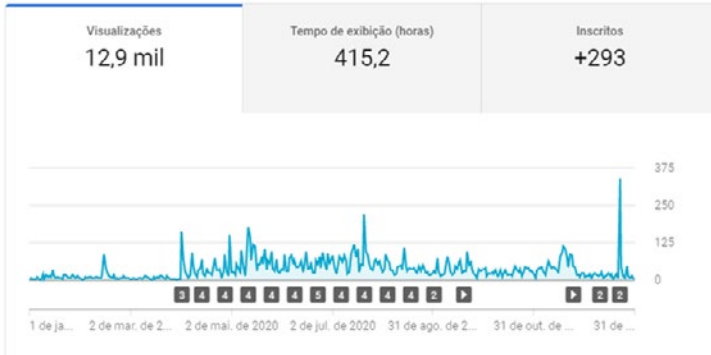 Visualizações
12,9 mil
Tempo de exibição (horas)
415,2
Inscritos
+293
375
250
125
0
3 4 4 4 4 4 5 4 4 4 4 2 2 2
1 de ja... 2 de mar. de 2... 2 de mai. de 2020 2 de jul. de 2020 31 de ago. de 2... 31 de out. de ... 31 de ...